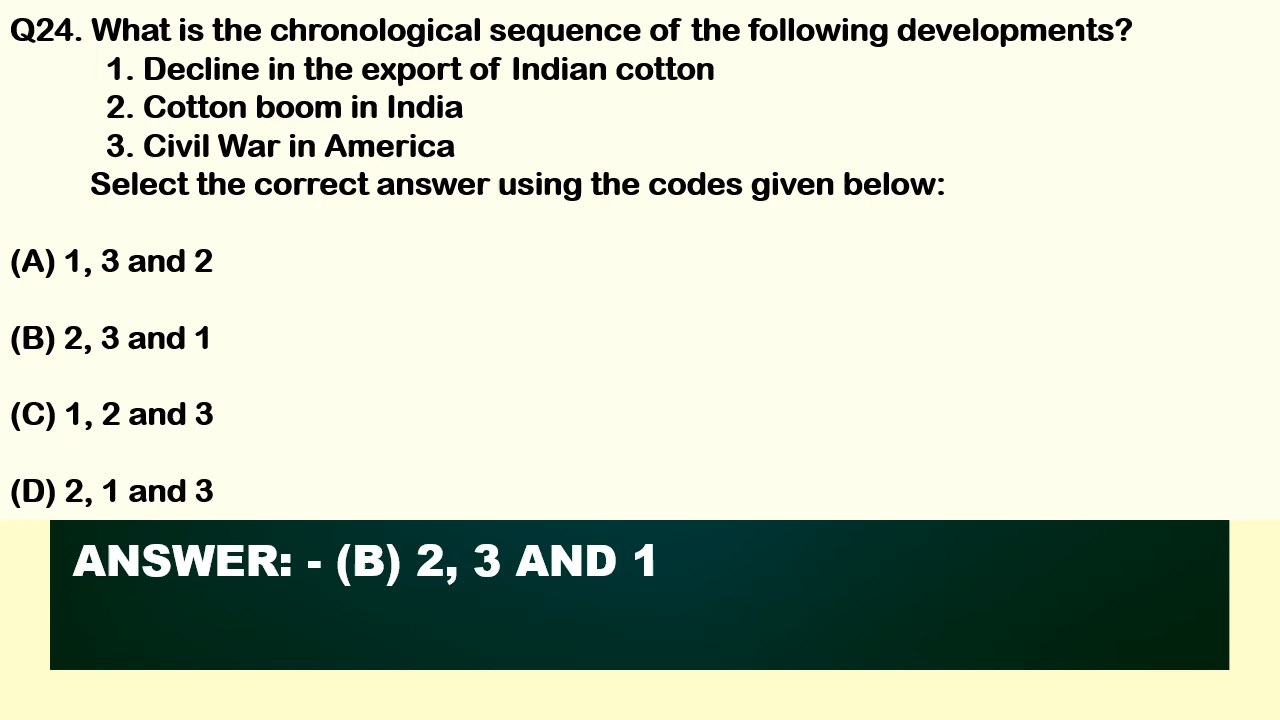 Q24. What is the chronological sequence of the following developments?
1. Decline in the export of Indian cotton
2. Cotton boom in India
3. Civil War in America
Select the correct answer using the codes given below:
(A) 1, 3 and 2
(B) 2, 3 and 1
(C) 1, 2 and 3
(D) 2, 1 and 3
ANSWER: - (B) 2, 3 AND 1